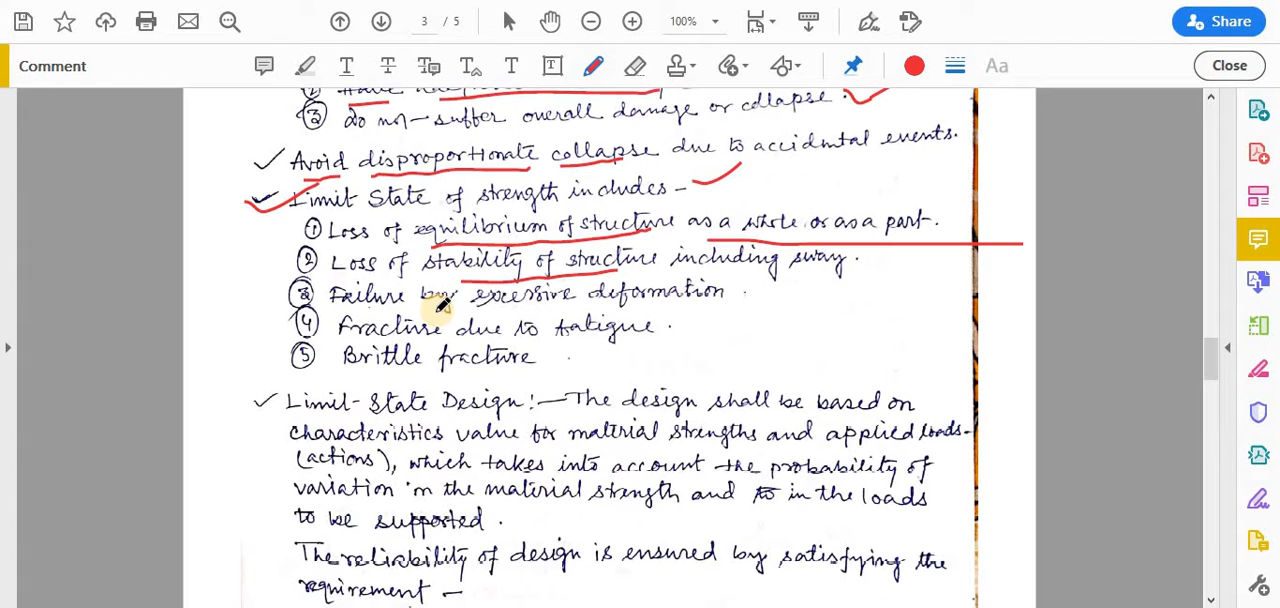 3 / 5
100%
Share
Comment
Aa
Close
② Have
③ do not suffer overall damage or collapse.
✓ Avoid disproportionate collapse due to accidental events.
✓ Limit State of strength includes –
① Loss of equilibrium of structure as a whole or as a part.
② Loss of stability of structure including sway.
③ Failure by excessive deformation.
④ Fracture due to fatigue.
⑤ Brittle fracture
✓ Limit-State Design:— The design shall be based on
characteristics value for material strengths and applied loads-
(actions), which takes into account the probability of
variation in the material strength and to in the loads
to be supported.
The reliability of design is ensured by satisfying the
requirement –